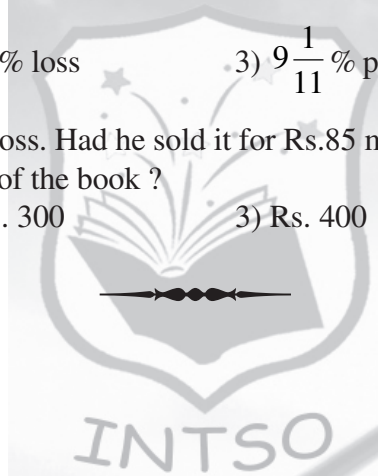 % loss 3) 9 1/11 % p
oss. Had he sold it for Rs.85 m
of the book ?
. 300 3) Rs. 400
INTSO